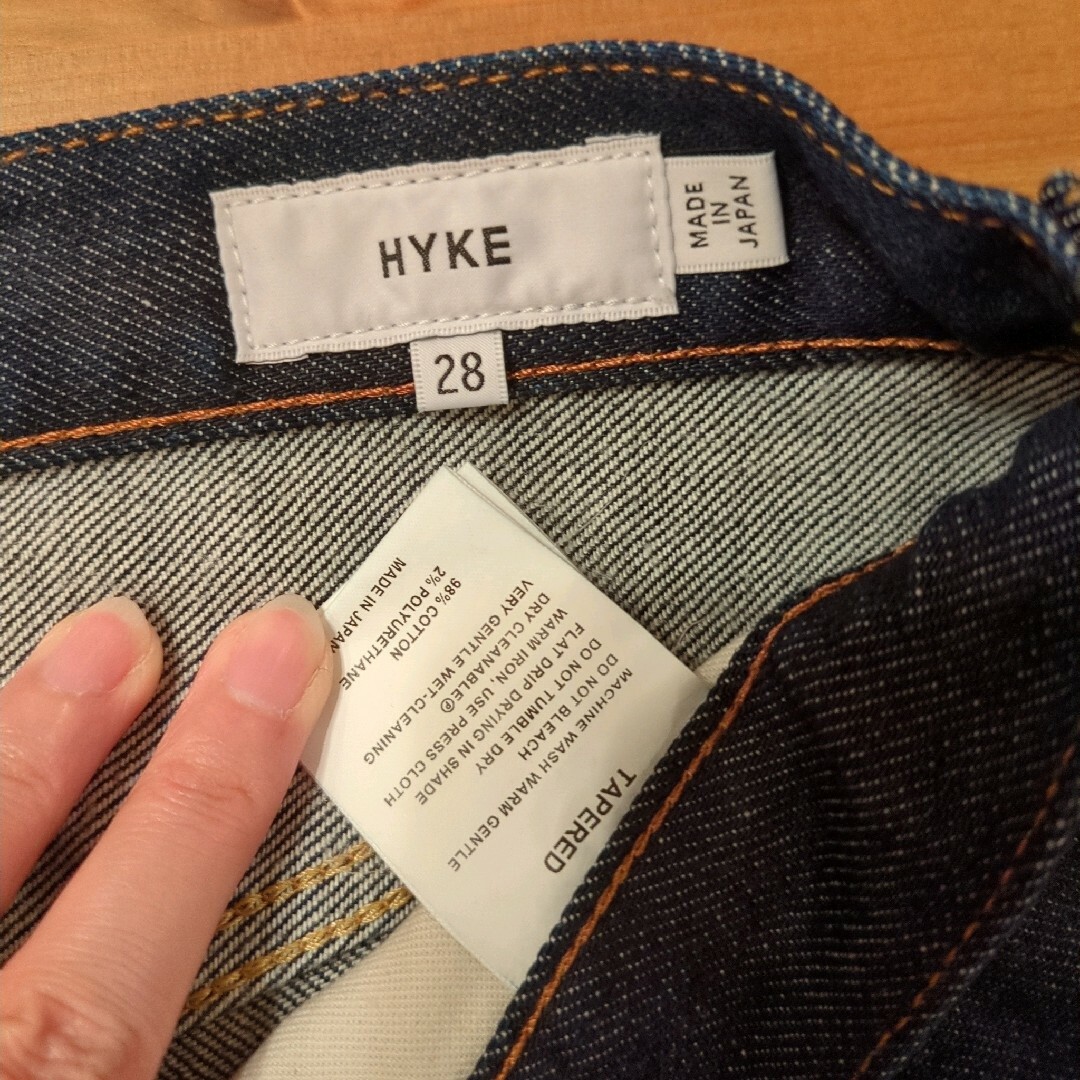 HYKE
MADE
IN
JAPAN
28
TAPERED
MACHINE WASH WARM GENTLE
DO NOT BLEACH
DO NOT TUMBLE DRY
FLAT DRIP DRYING IN SHADE
WARM IRON, USE PRESS CLOTH
DRY CLEANABLEⓅ
VERY GENTLE WET-CLEANING
98% COTTON
2% POLYURETHANE
MADE IN JAPAN